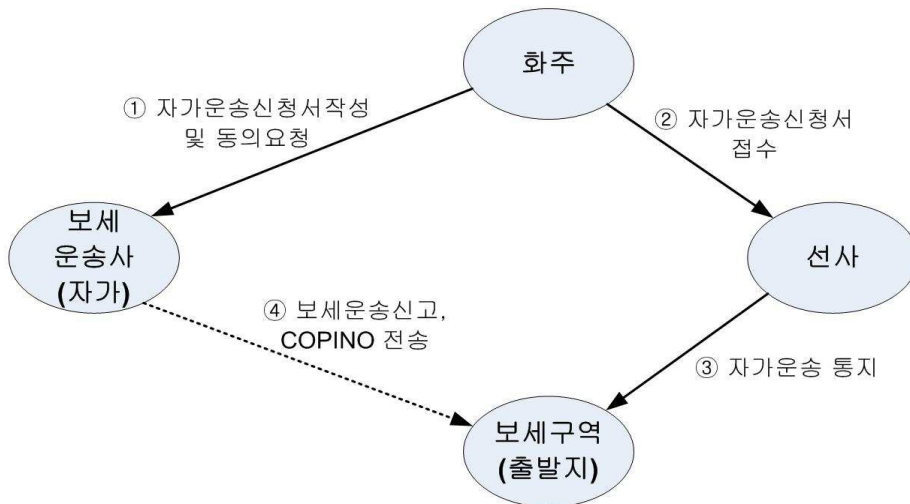 화주
① 자가운송신청서작성
및 동의요청
② 자가운송신청서
접수
보세
운송사
(자가)
선사
④ 보세운송신고,
COPINO 전송
③ 자가운송 통지
보세구역
(출발지)